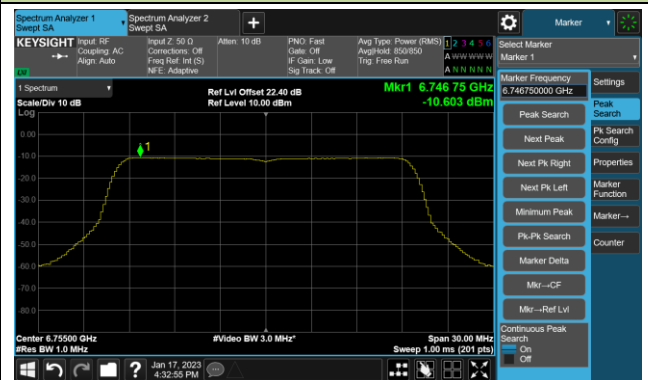 Spectrum Analyzer 1
Swept SA
Spectrum Analyzer 2
Swept SA
+
Marker
KEYSIGHT
Input: RF
Coupling: AC
Align: Auto
Input Z: 50 Ω
Corrections: Off
Freq Ref: Int (S)
NFE: Adaptive
Atten: 10 dB
PNO: Fast
Gate: Off
IF Gain: Low
Sig Track: Off
Avg Type: Power (RMS)
Avg|Hold: 850/850
Trig: Free Run
1 2 3 4 5 6
A W W W W W
A N N N N N
Select Marker
Marker 1
1 Spectrum
Scale/Div 10 dB
Log
Ref Lvl Offset 22.40 dB
Ref Level 10.00 dBm
Mkr1 6.746 75 GHz
-10.603 dBm
0.00
-10.0
-20.0
-30.0
-40.0
-50.0
-60.0
-70.0
-80.0
1
Center 6.75500 GHz
#Res BW 1.0 MHz
#Video BW 3.0 MHz*
Span 30.00 MHz
Sweep 1.00 ms (201 pts)
Marker Frequency
6.746750000 GHz
Peak Search
Next Peak
Next Pk Right
Next Pk Left
Minimum Peak
Pk-Pk Search
Marker Delta
Mkr→CF
Mkr→Ref Lvl
Continuous Peak
Search
On
Off
Settings
Peak
Search
Pk Search
Config
Properties
Marker
Function
Marker→
Counter
?
Jan 17, 2023
4:32:55 PM